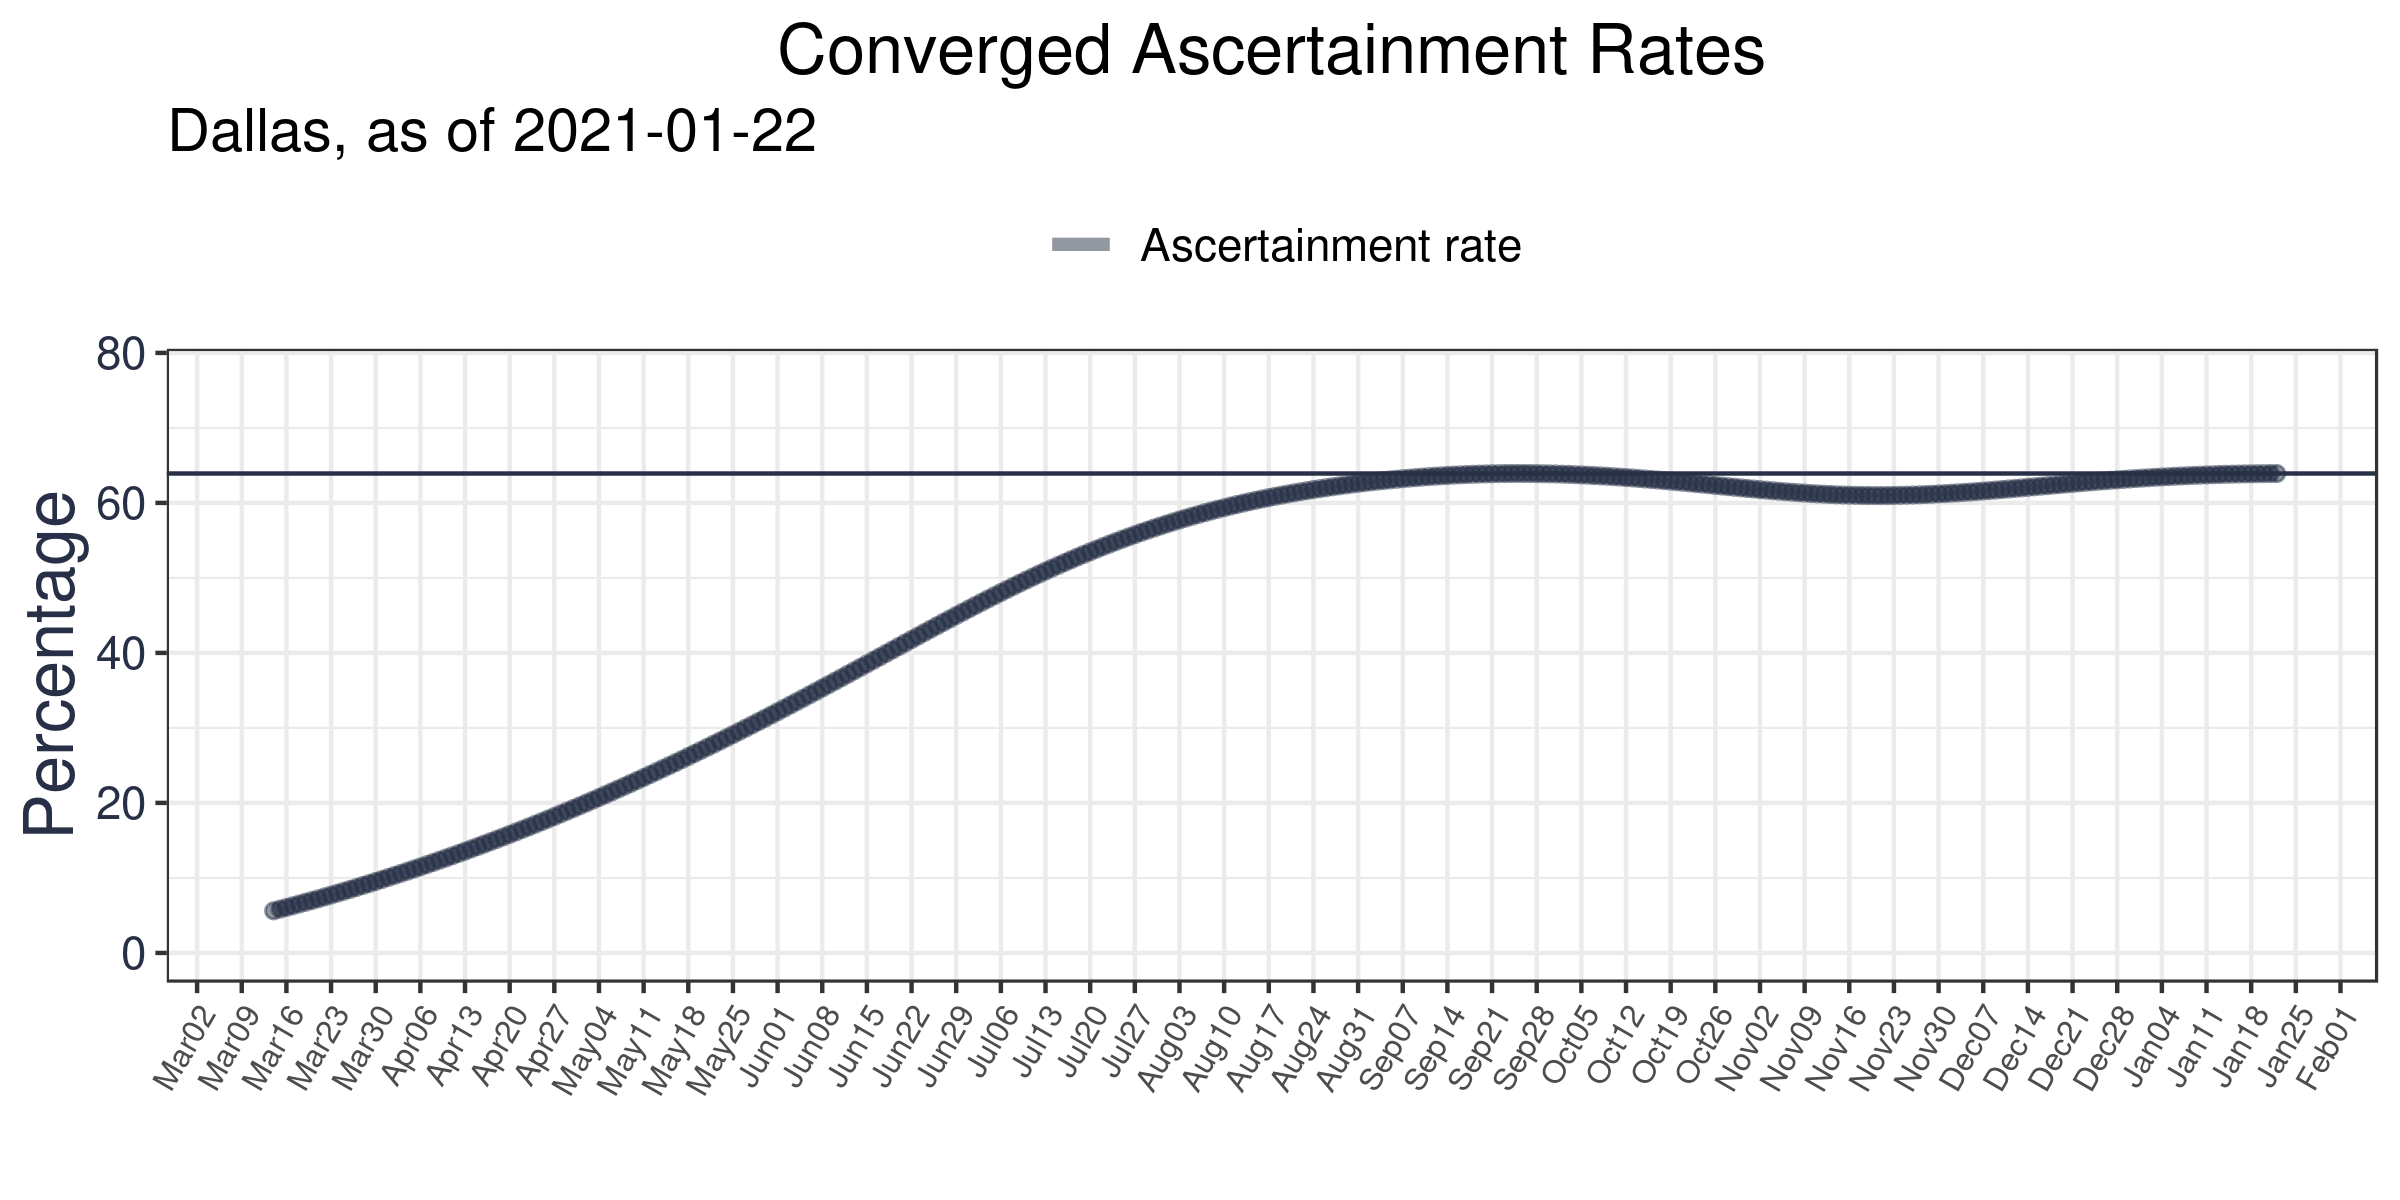 Converged Ascertainment Rates
Dallas, as of 2021-01-22
Ascertainment rate
Percentage
80
60
40
20
0
Mar02 Mar09 Mar16 Mar23 Mar30 Apr06 Apr13 Apr20 Apr27 May04 May11 May18 May25 Jun01 Jun08 Jun15 Jun22 Jun29 Jul06 Jul13 Jul20 Jul27 Aug03 Aug10 Aug17 Aug24 Aug31 Sep07 Sep14 Sep21 Sep28 Oct05 Oct12 Oct19 Oct26 Nov02 Nov09 Nov16 Nov23 Nov30 Dec07 Dec14 Dec21 Dec28 Jan04 Jan11 Jan18 Jan25 Feb01